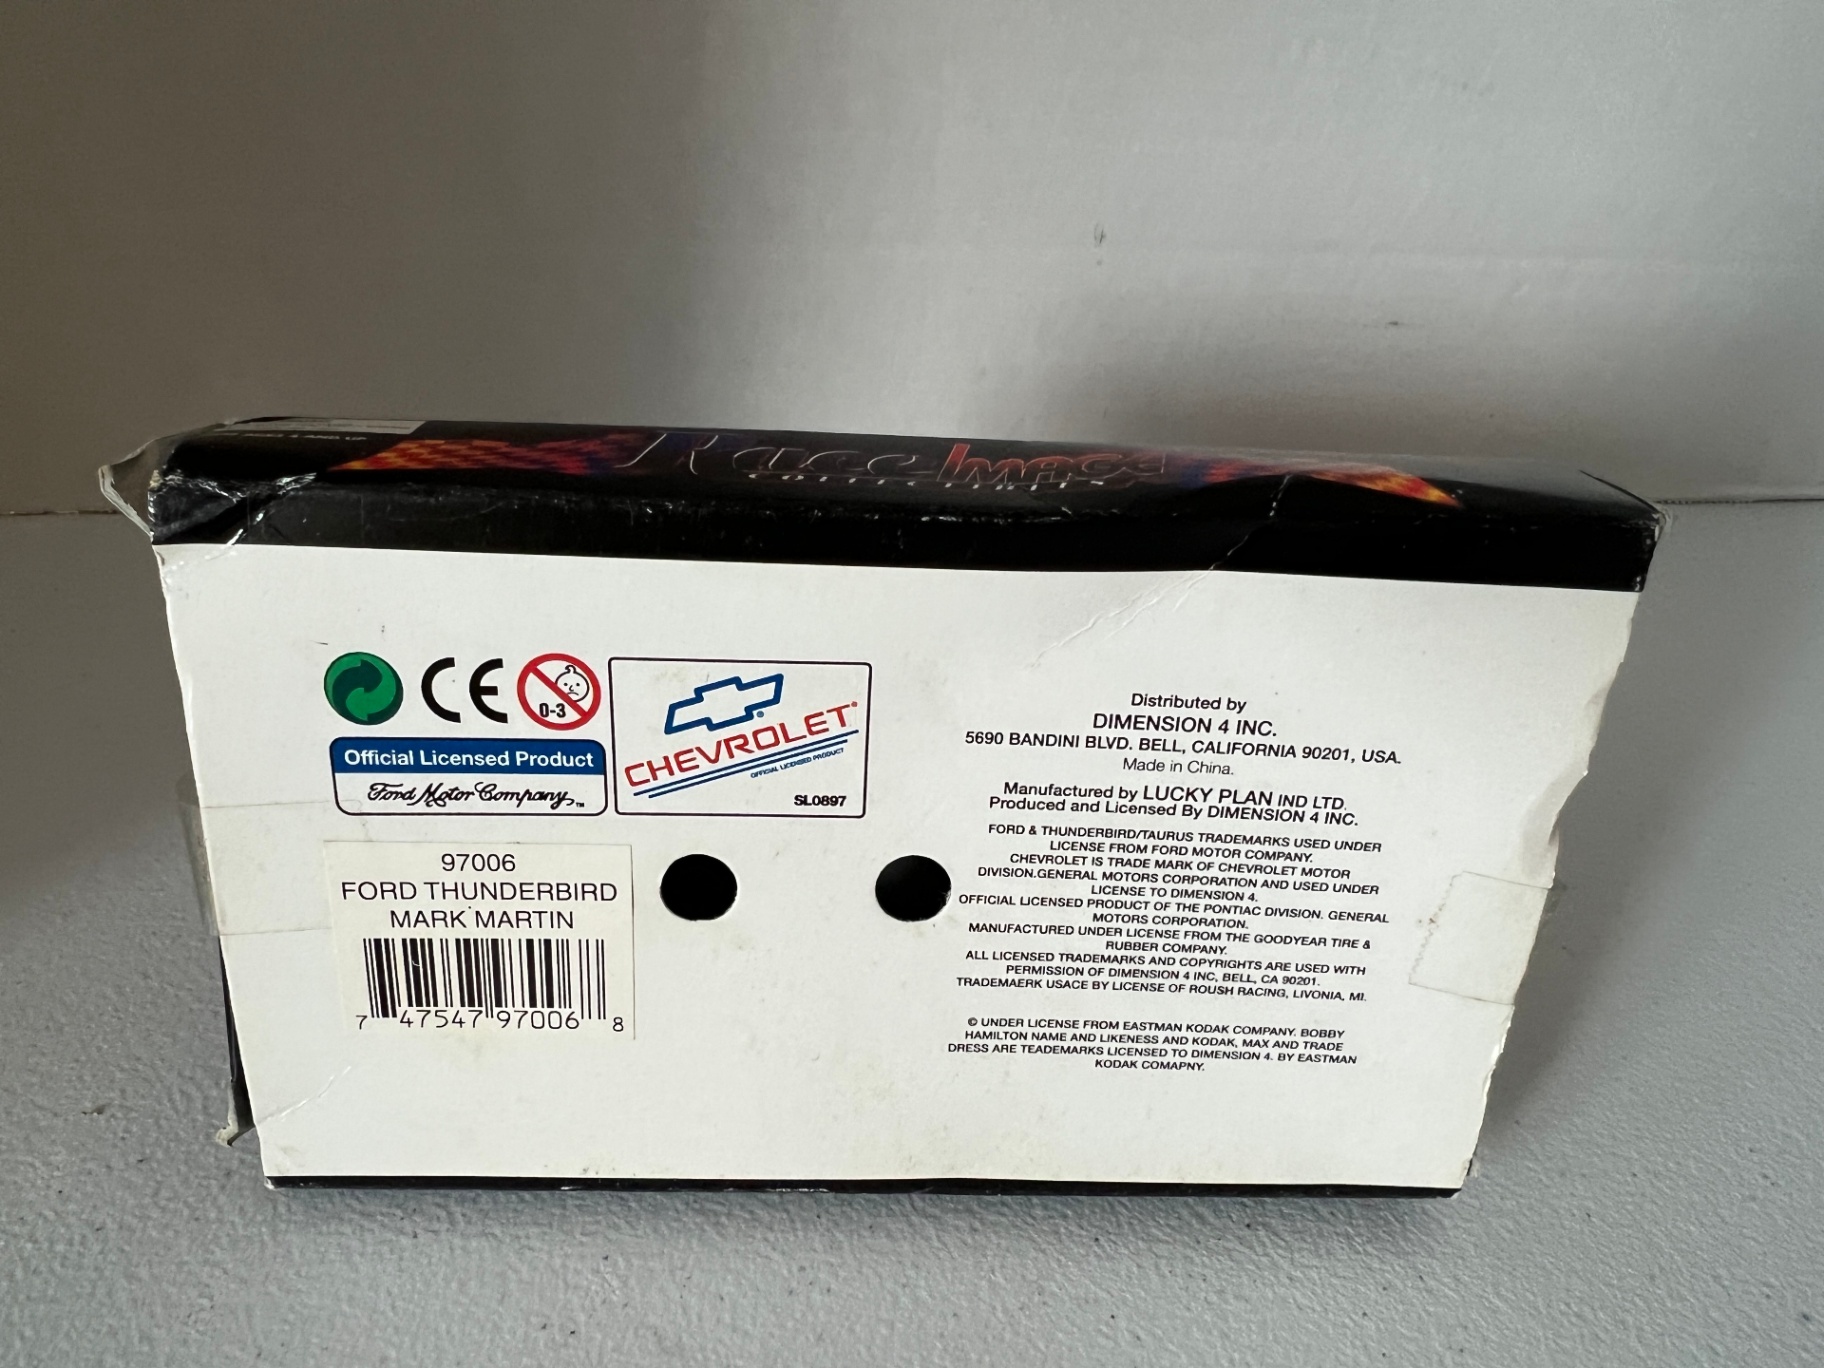 Race Image
COLLECTIBLES
CE
0-3
Official Licensed Product
Ford Motor Company™
CHEVROLET
OFFICIAL LICENSED PRODUCT
SL0897
97006
FORD THUNDERBIRD
MARK MARTIN
7 47547 97006 8
Distributed by
DIMENSION 4 INC.
5690 BANDINI BLVD. BELL, CALIFORNIA 90201, USA.
Made in China.
Manufactured by LUCKY PLAN IND LTD.
Produced and Licensed By DIMENSION 4 INC.
FORD & THUNDERBIRD/TAURUS TRADEMARKS USED UNDER
LICENSE FROM FORD MOTOR COMPANY.
CHEVROLET IS TRADE MARK OF CHEVROLET MOTOR
DIVISION.GENERAL MOTORS CORPORATION AND USED UNDER
LICENSE TO DIMENSION 4.
OFFICIAL LICENSED PRODUCT OF THE PONTIAC DIVISION. GENERAL
MOTORS CORPORATION.
MANUFACTURED UNDER LICENSE FROM THE GOODYEAR TIRE &
RUBBER COMPANY.
ALL LICENSED TRADEMARKS AND COPYRIGHTS ARE USED WITH
PERMISSION OF DIMENSION 4 INC, BELL, CA 90201.
TRADEMAERK USACE BY LICENSE OF ROUSH RACING, LIVONIA, MI.
© UNDER LICENSE FROM EASTMAN KODAK COMPANY. BOBBY
HAMILTON NAME AND LIKENESS AND KODAK, MAX AND TRADE
DRESS ARE TEADEMARKS LICENSED TO DIMENSION 4. BY EASTMAN
KODAK COMAPNY.